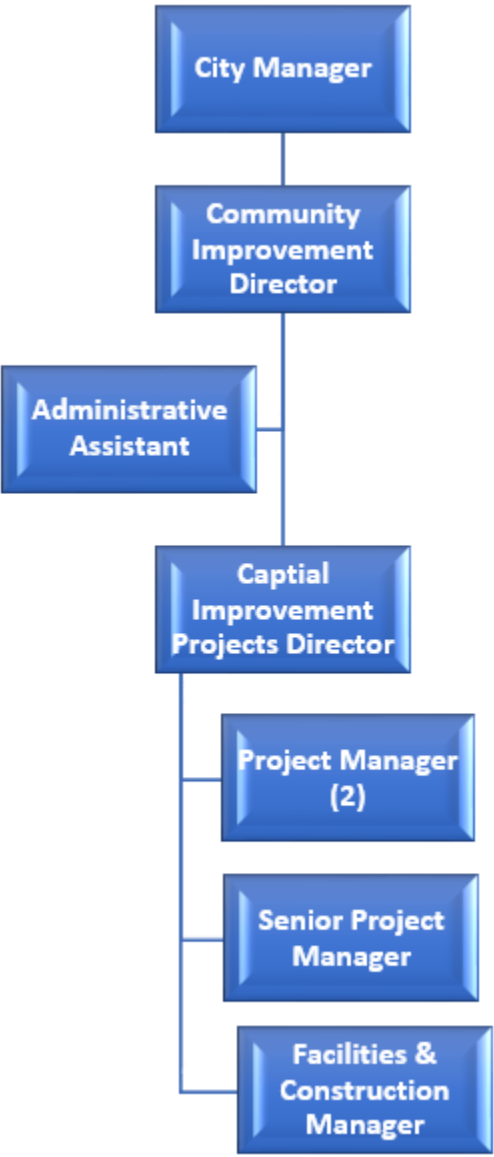 City Manager
Community
Improvement
Director
Administrative
Assistant
Captial
Improvement
Projects Director
Project Manager
(2)
Senior Project
Manager
Facilities &
Construction
Manager